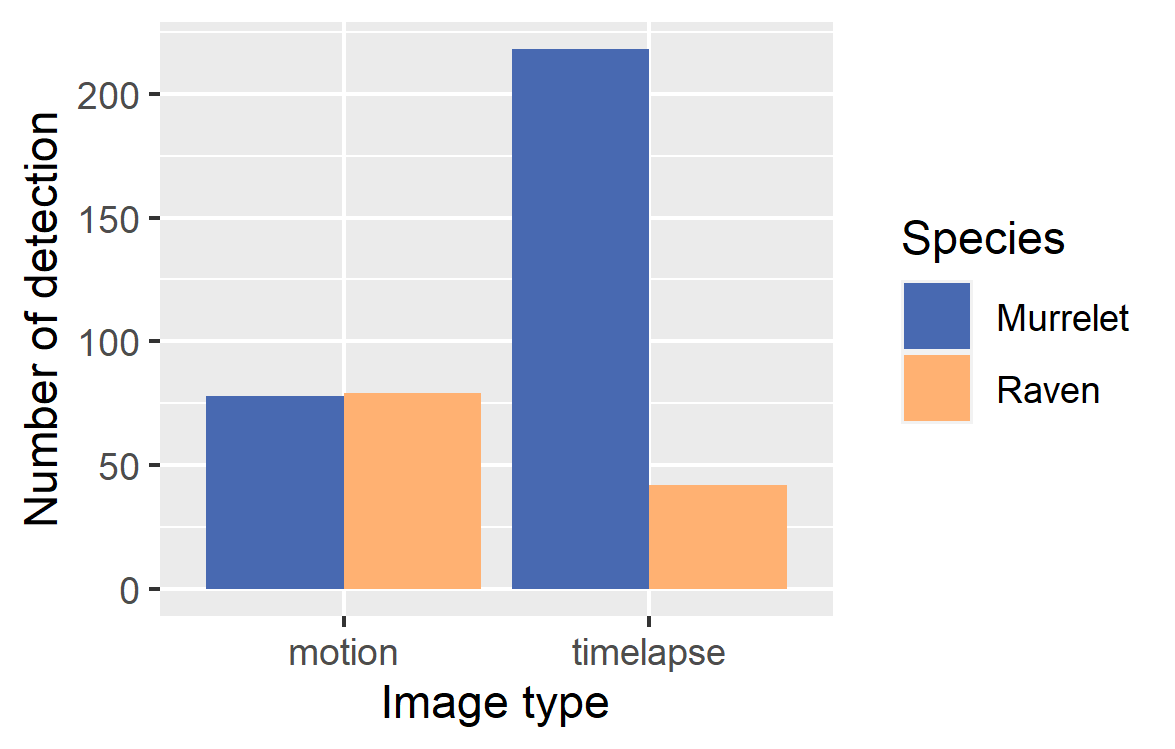 Number of detection
200
150
100
50
0
motion timelapse
Image type
Species
Murrelet
Raven